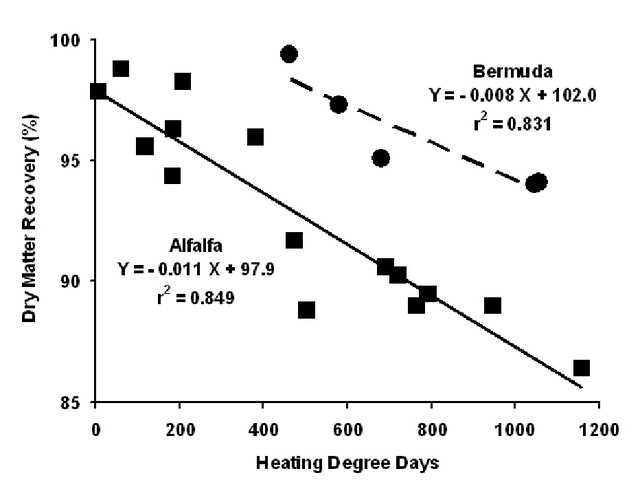 100
95
90
85
0 200 400 600 800 1000 1200
Dry Matter Recovery (%)
Heating Degree Days
Bermuda
Y = - 0.008 X + 102.0
r² = 0.831
Alfalfa
Y = - 0.011 X + 97.9
r² = 0.849